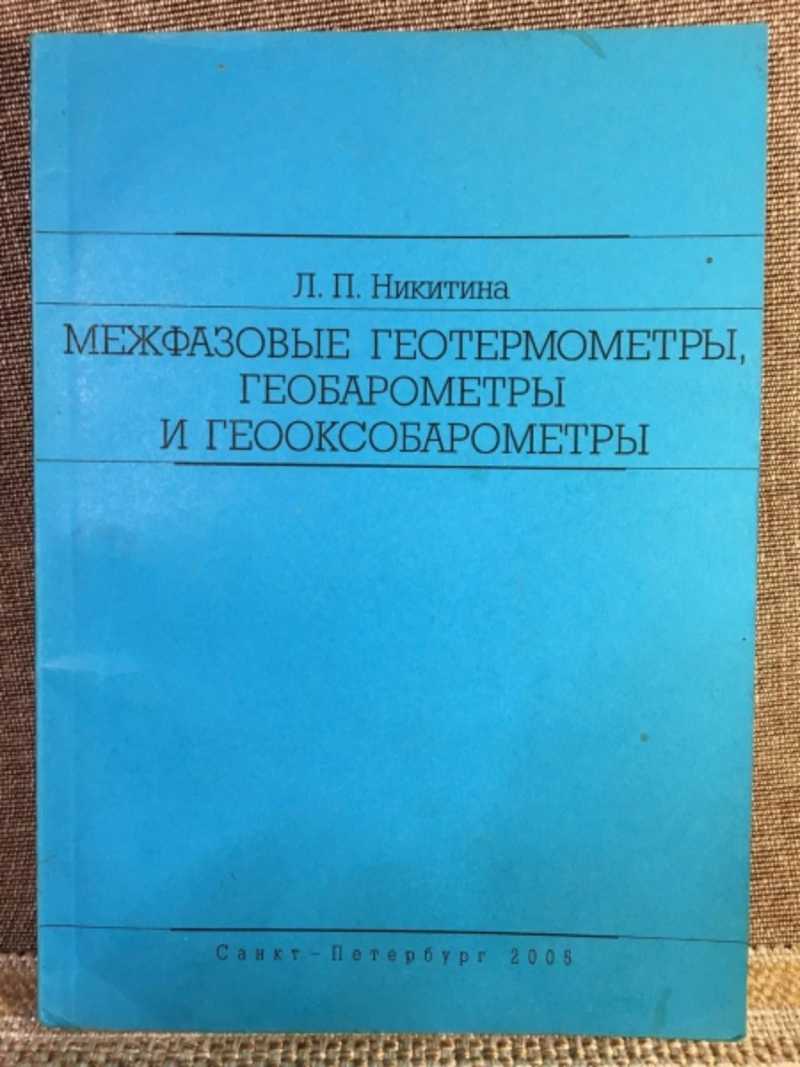 Л. П. Никитина
МЕЖФАЗОВЫЕ ГЕОТЕРМОМЕТРЫ,
ГЕОБАРОМЕТРЫ
И ГЕООКСОБАРОМЕТРЫ
Санкт-Петербург 2005